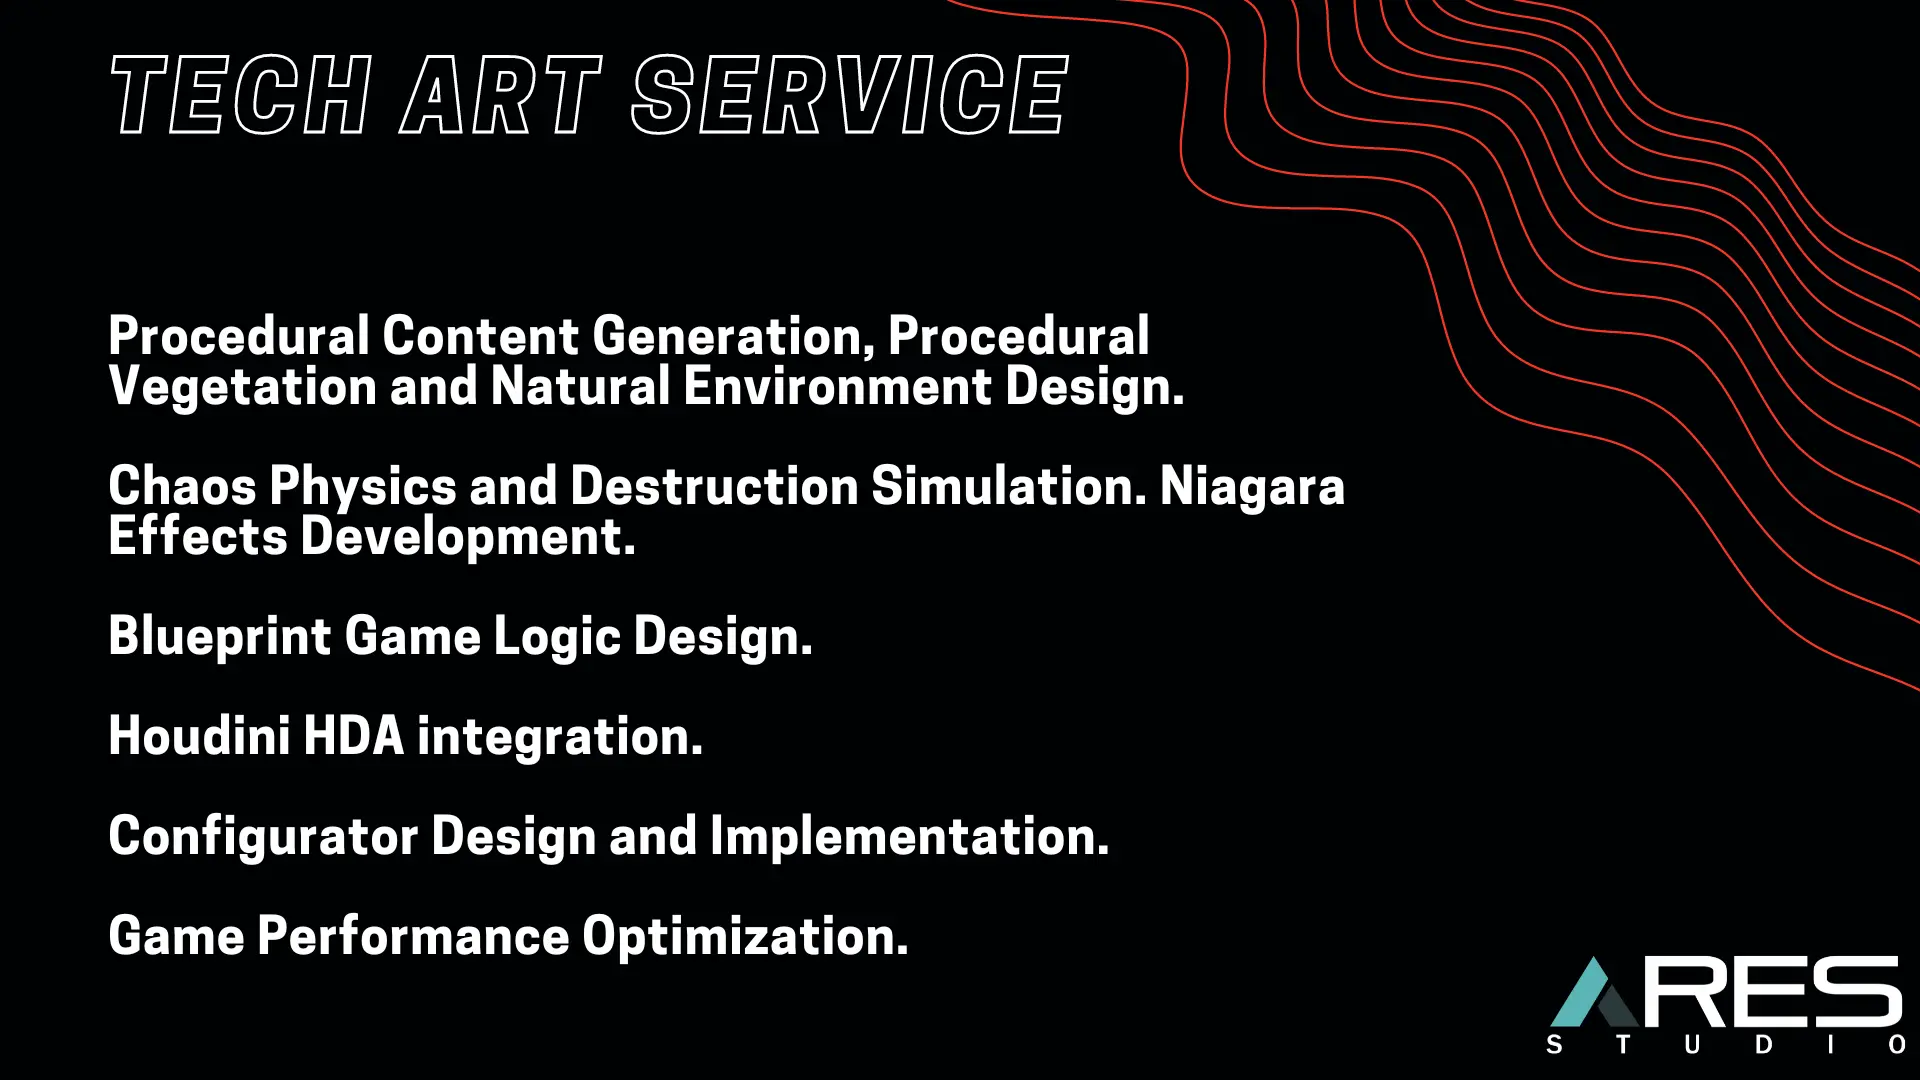 TECH ART SERVICE
Procedural Content Generation, Procedural
Vegetation and Natural Environment Design.
Chaos Physics and Destruction Simulation. Niagara
Effects Development.
Blueprint Game Logic Design.
Houdini HDA integration.
Configurator Design and Implementation.
Game Performance Optimization.
ARES
STUDIO